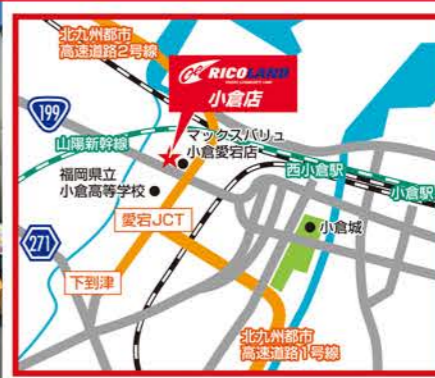 北九州都市
高速道路2号線
RICOLAND
小倉店
199
マックスバリュ
小倉愛宕店
山陽新幹線
西小倉駅
小倉駅
福岡県立
小倉高等学校
愛宕JCT
小倉城
271
下到津
北九州都市
高速道路1号線